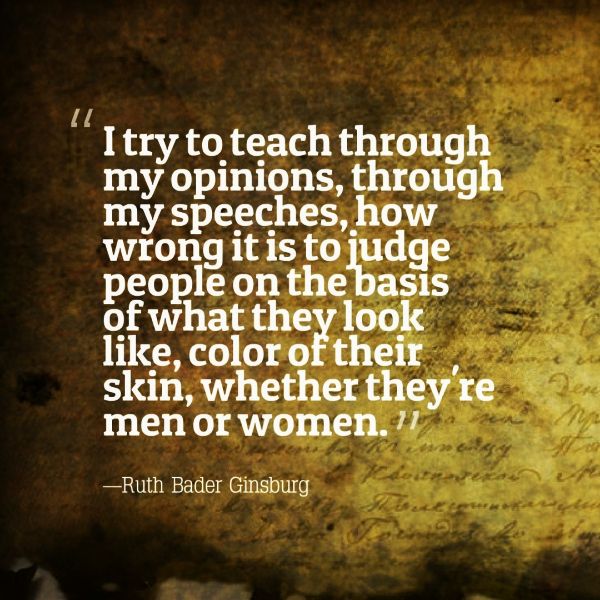 “ I try to teach through
my opinions, through
my speeches, how
wrong it is to judge
people on the basis
of what they look
like, color of their
skin, whether they're
men or women. ”
—Ruth Bader Ginsburg